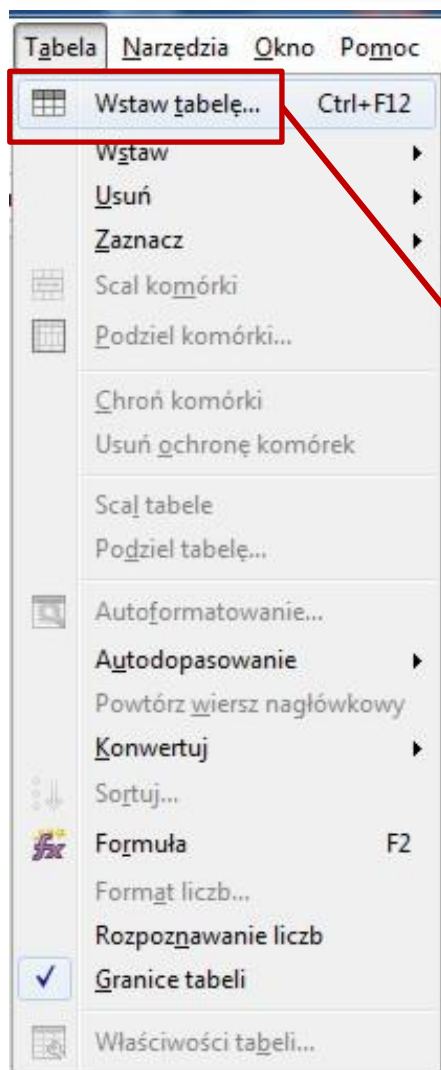 Tabela Narzędzia Okno Pomoc
Wstaw tabelę... Ctrl+F12
Wstaw
Usuń
Zaznacz
Scal komórki
Podziel komórki...
Chroń komórki
Usuń ochronę komórek
Scal tabele
Podziel tabelę...
Autoformatowanie...
Autodopasowanie
Powtórz wiersz nagłówkowy
Konwertuj
Sortuj...
Formuła F2
Format liczb...
Rozpoznawanie liczb
Granice tabeli
Właściwości tabeli...